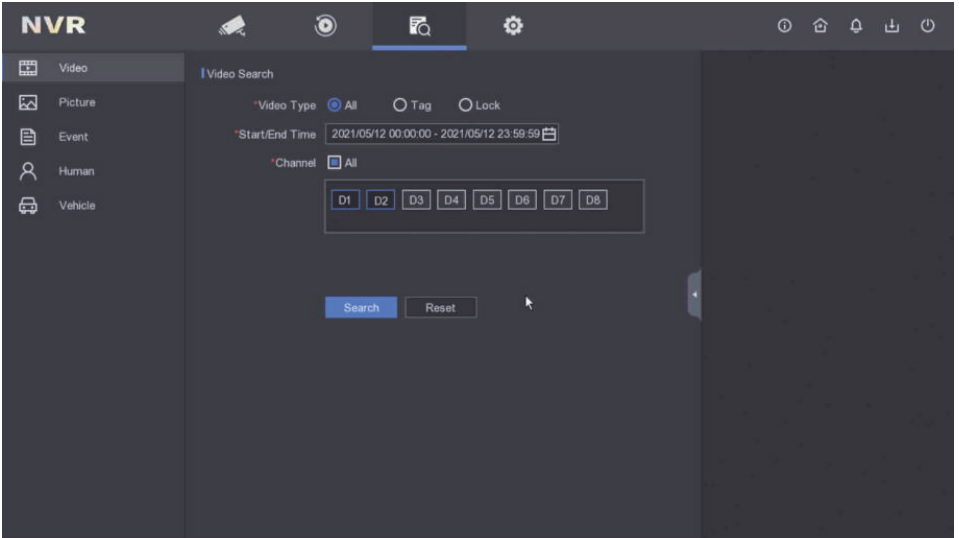 NVR
Video
Picture
Event
Human
Vehicle
Video Search
*Video Type All Tag Lock
*Start/End Time 2021/05/12 00:00:00 - 2021/05/12 23:59:59
*Channel All
D1 D2 D3 D4 D5 D6 D7 D8
Search Reset